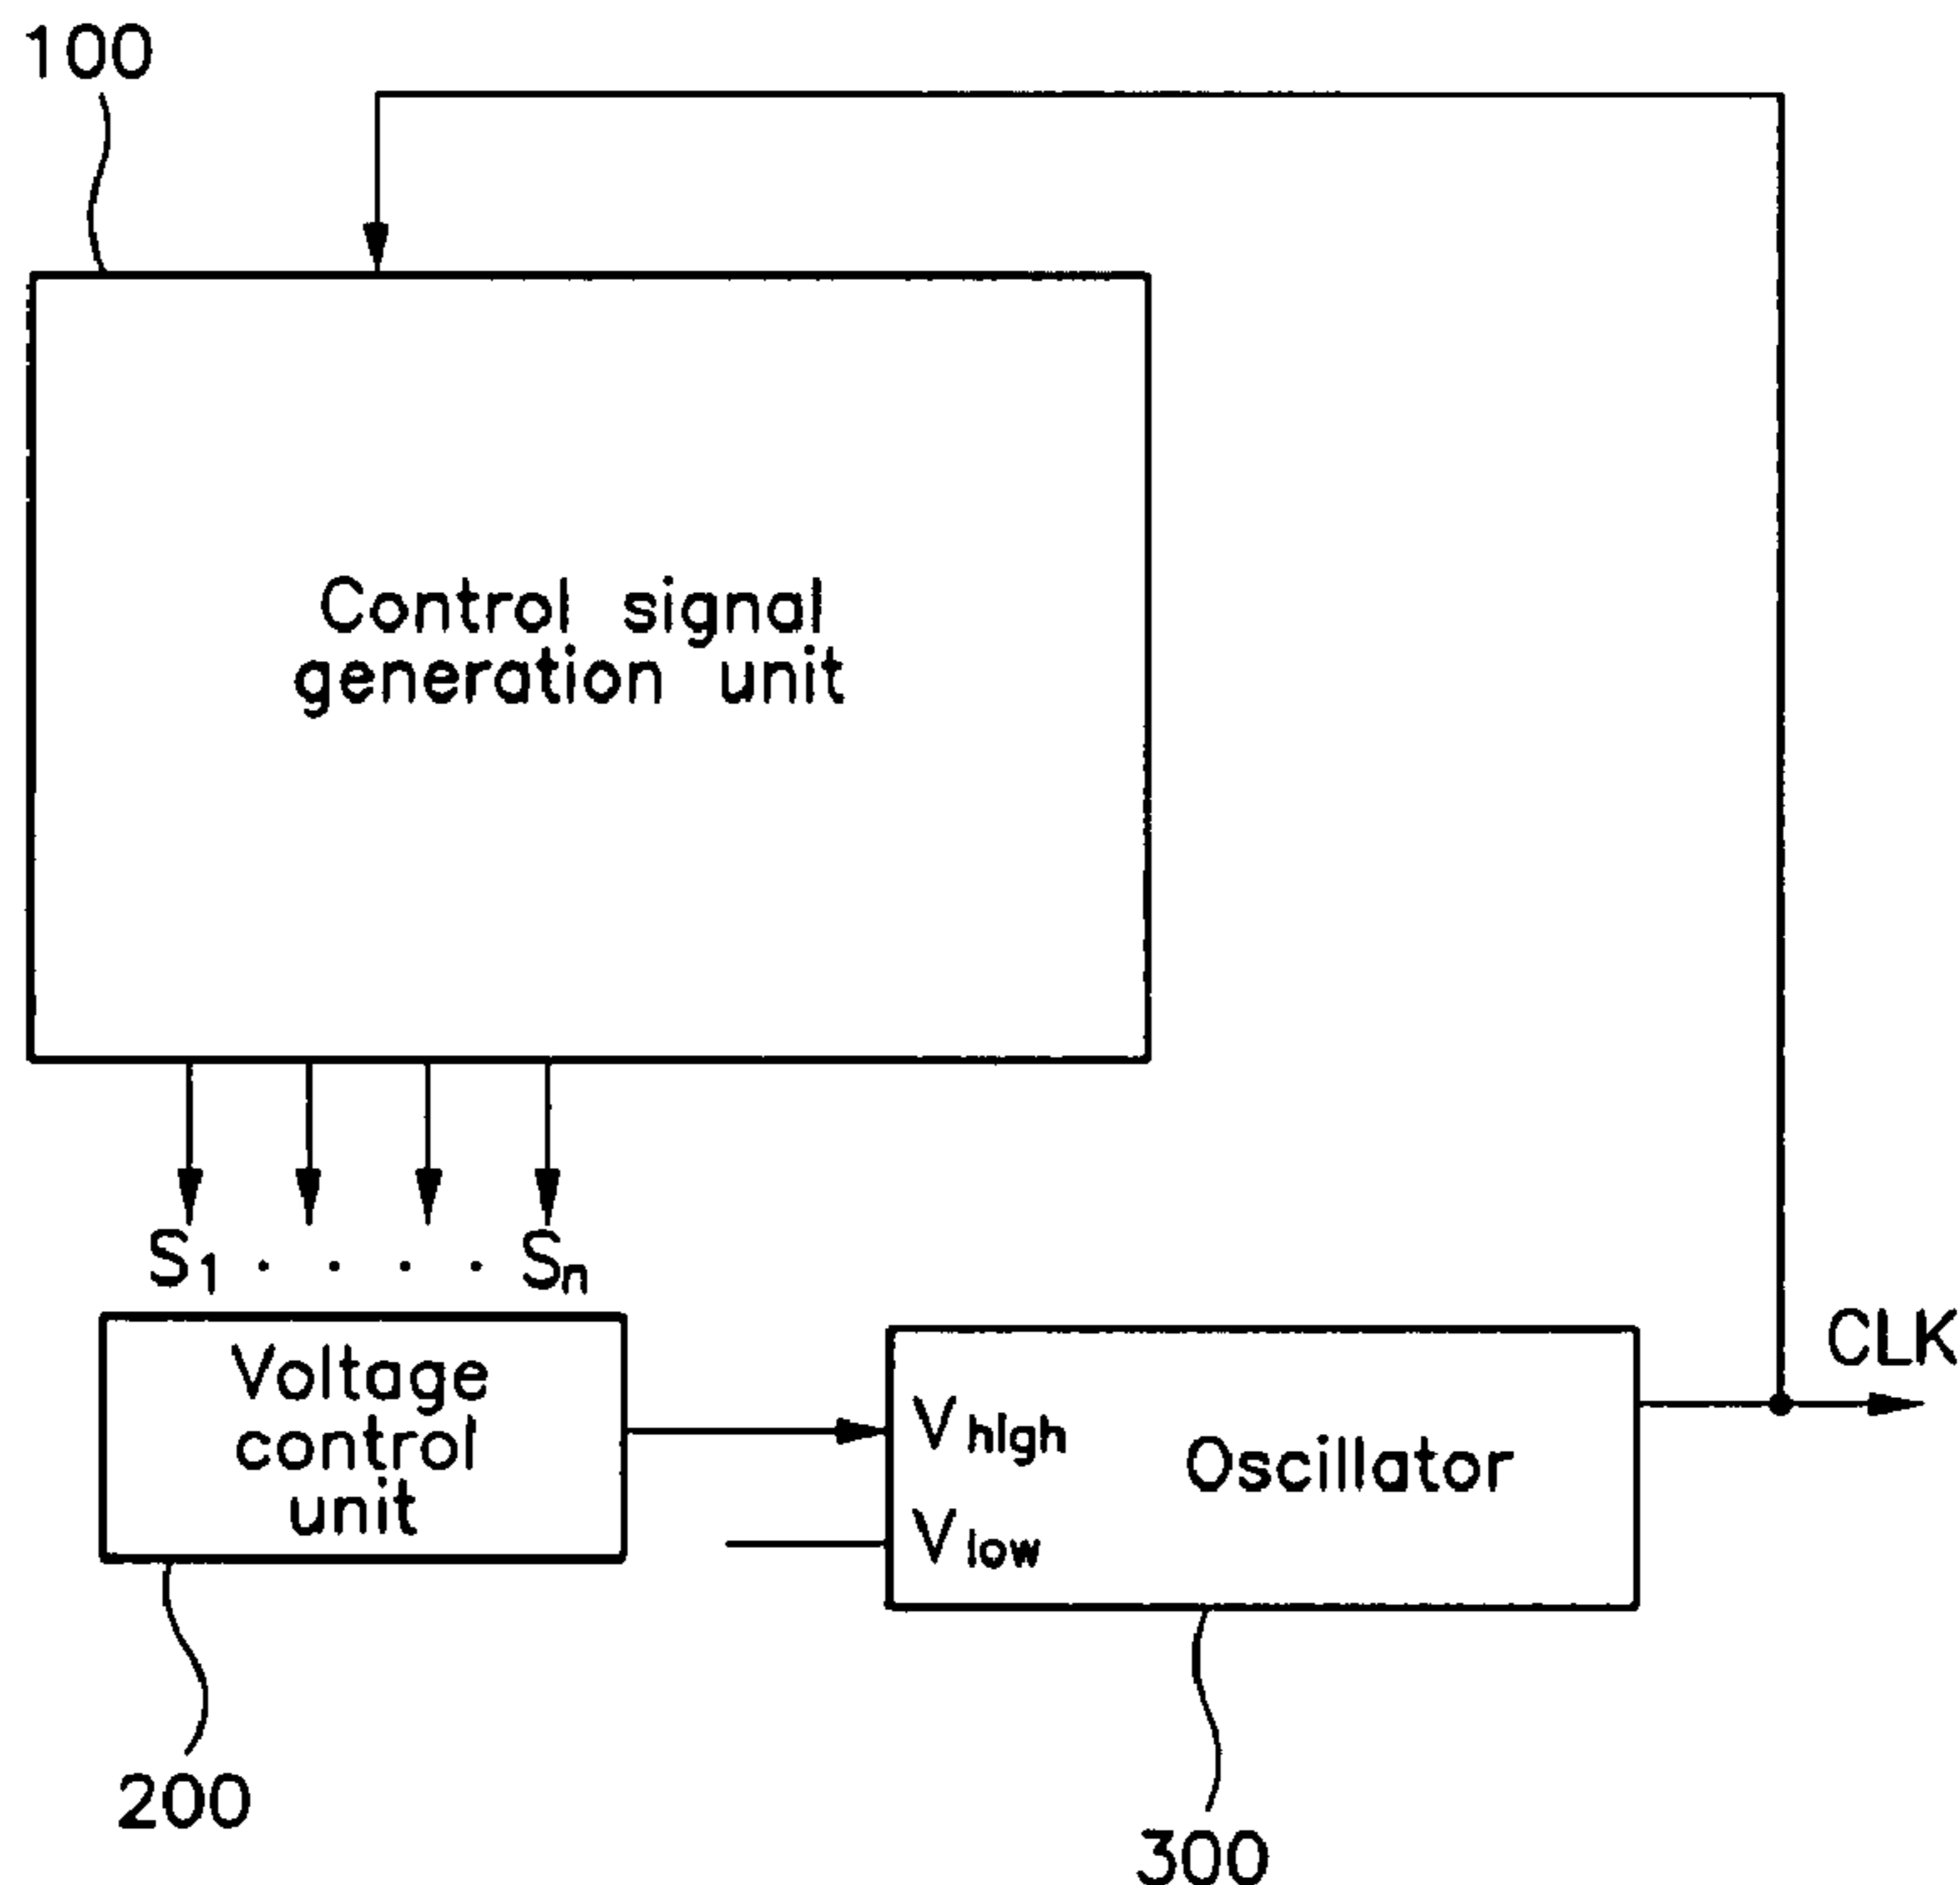 100
Control signal
generation unit
S1 . . . . Sn
Voltage
control
unit
CLK
Vhigh
Oscillator
Vlow
200
300